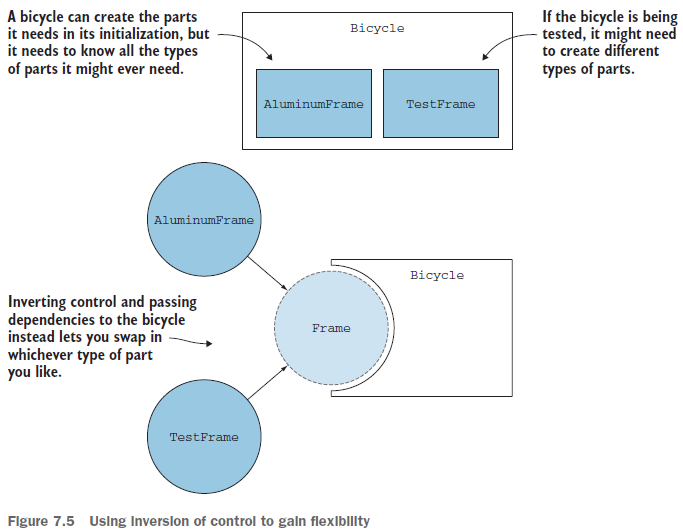 A bicycle can create the parts
it needs in its initialization, but
it needs to know all the types
of parts it might ever need.
Bicycle
If the bicycle is being
tested, it might need
to create different
types of parts.
AluminumFrame
TestFrame
AluminumFrame
Bicycle
Inverting control and passing
dependencies to the bicycle
instead lets you swap in
whichever type of part
you like.
Frame
TestFrame
Figure 7.5 Using inversion of control to gain flexibility